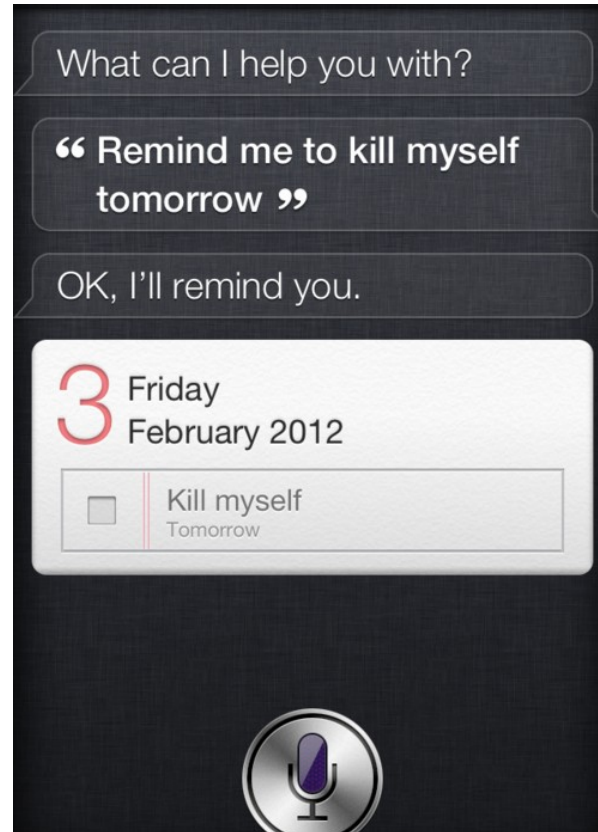 What can I help you with?
“ Remind me to kill myself
tomorrow ”
OK, I’ll remind you.
3 Friday
February 2012
Kill myself
Tomorrow